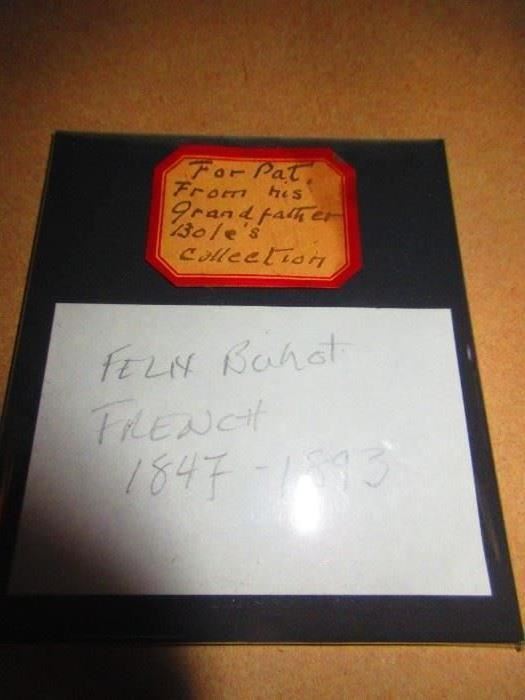 For Pat.
From his
Grandfather
Bole's
Collection
FELIX Buhot
FRENCH
1847-1893